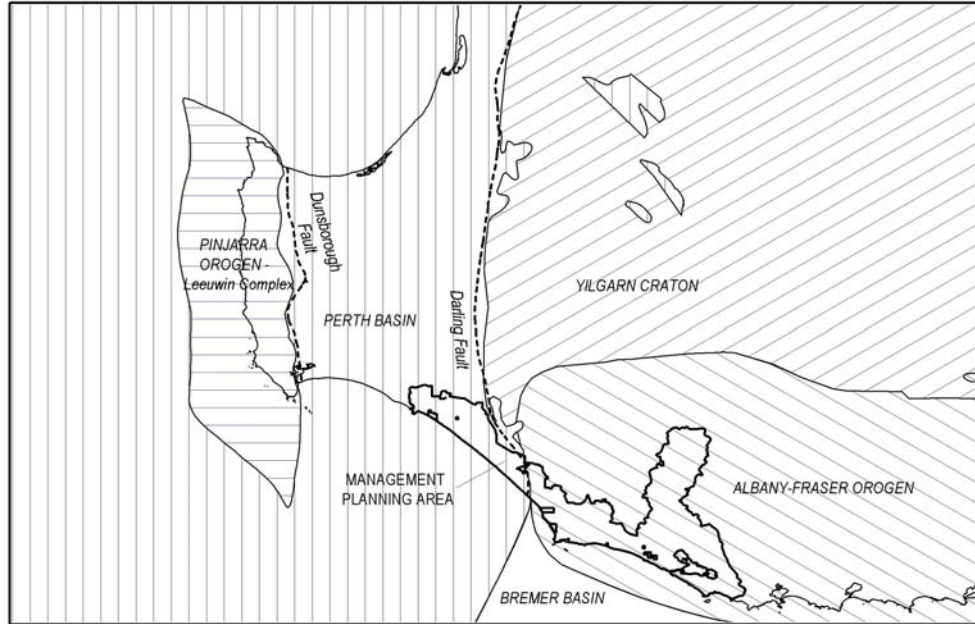 Dunsborough
Fault
PINJARRA
OROGEN -
Leeuwin Complex
YILGARN CRATON
PERTH BASIN
Darling Fault
MANAGEMENT
PLANNING AREA
ALBANY-FRASER OROGEN
BREMER BASIN